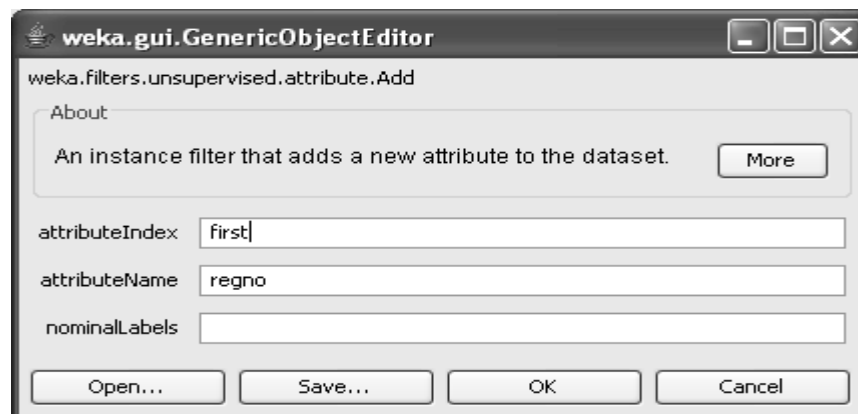 weka.gui.GenericObjectEditor
weka.filters.unsupervised.attribute.Add
About
An instance filter that adds a new attribute to the dataset.
More
attributeIndex first
attributeName regno
nominalLabels
Open... Save... OK Cancel